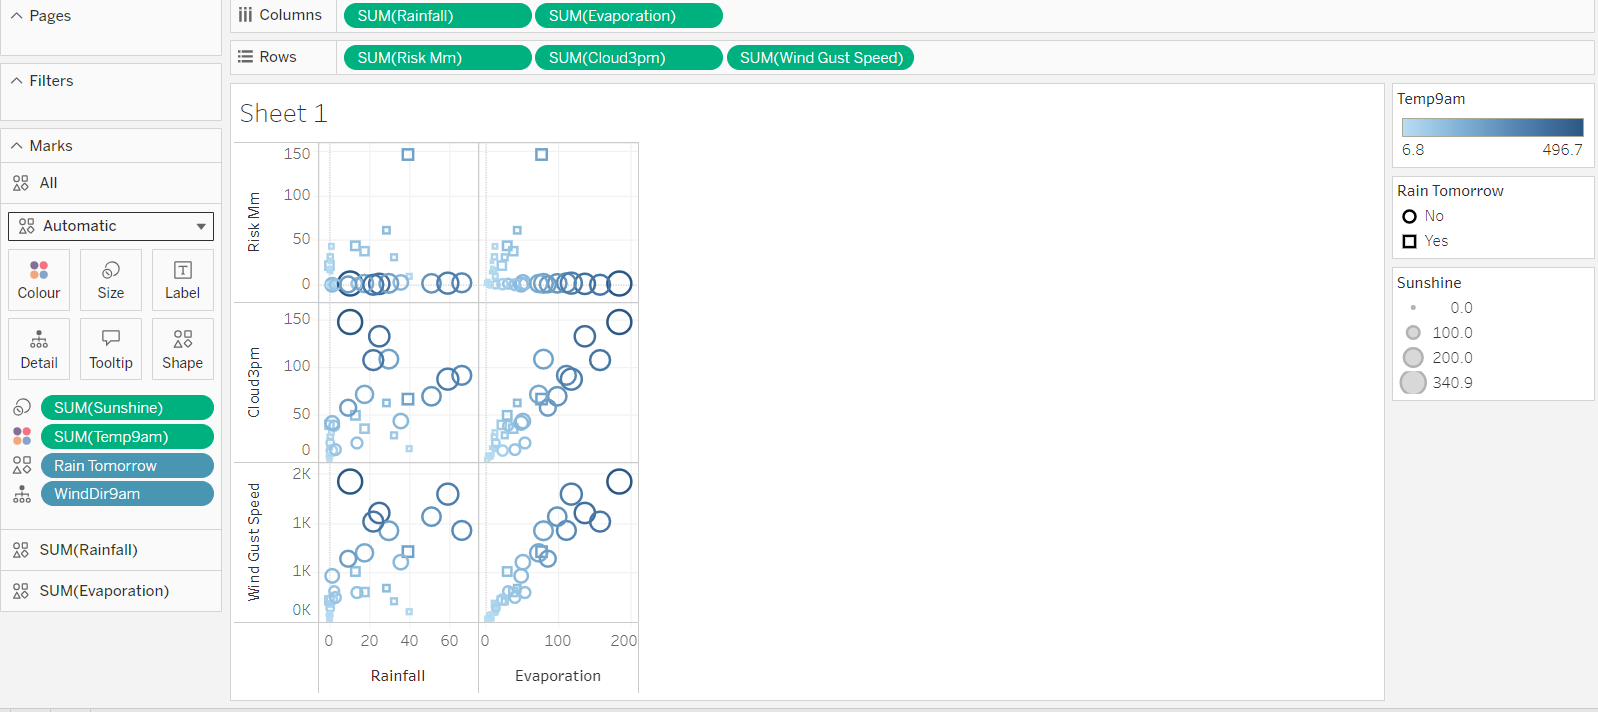 Pages
Columns
SUM(Rainfall)
SUM(Evaporation)
Rows
SUM(Risk Mm)
SUM(Cloud3pm)
SUM(Wind Gust Speed)
Filters
Marks
All
Automatic
Colour
Size
Label
Detail
Tooltip
Shape
SUM(Sunshine)
SUM(Temp9am)
Rain Tomorrow
WindDir9am
SUM(Rainfall)
SUM(Evaporation)
Sheet 1
Risk Mm
150
100
50
0
Cloud3pm
150
100
50
0
Wind Gust Speed
2K
1K
1K
0K
0 20 40 60
0 100 200
Rainfall
Evaporation
Temp9am
6.8 496.7
Rain Tomorrow
No
Yes
Sunshine
0.0
100.0
200.0
340.9